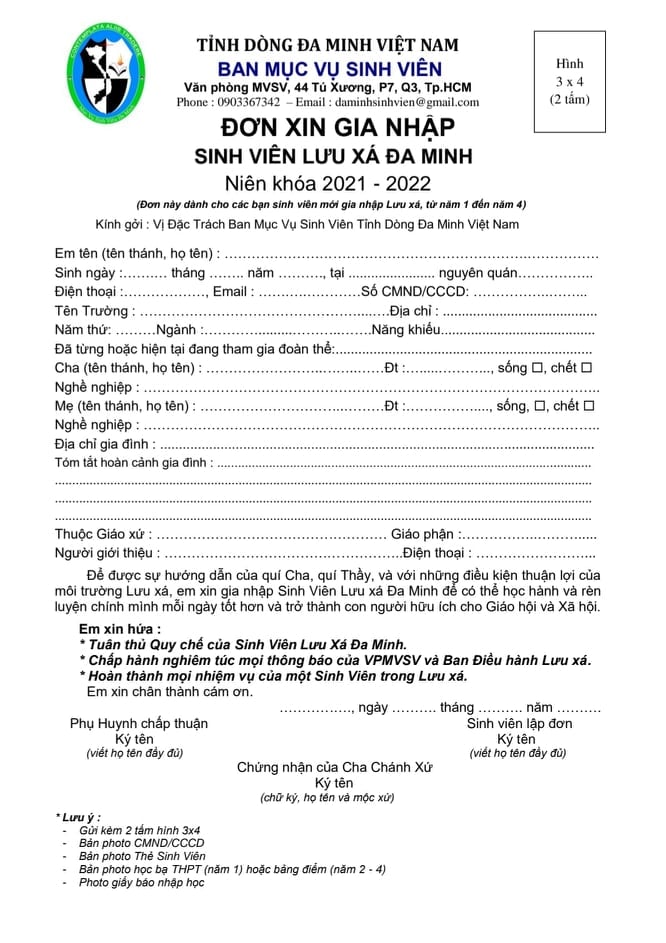 TỈNH DÒNG ĐA MINH VIỆT NAM
BAN MỤC VỤ SINH VIÊN
Văn phòng MVSV, 44 Tú Xương, P7, Q3, Tp.HCM
Phone : 0903367342 – Email : daminhsinhvien@gmail.com
Hình
3 x 4
(2 tấm)
ĐƠN XIN GIA NHẬP
SINH VIÊN LƯU XÁ ĐA MINH
Niên khóa 2021 - 2022
(Đơn này dành cho các bạn sinh viên mới gia nhập Lưu xá, từ năm 1 đến năm 4)
Kính gởi : Vị Đặc Trách Ban Mục Vụ Sinh Viên Tỉnh Dòng Đa Minh Việt Nam
Em tên (tên thánh, họ tên) : ……………………………………………………
Sinh ngày :……… tháng …….. năm ………, tại ....................... nguyên quán……………..
Điện thoại :………………, Email : …………………Số CMND/CCCD: ……………..……..
Tên Trường : ………………………………...….Địa chỉ : .........................................
Năm thứ: ………Ngành :…………..........……………….Năng khiếu.........................................
Đã từng hoặc hiện tại đang tham gia đoàn thể:....................................................................
Cha (tên thánh, họ tên) : ………………………..………Đt :......………..., sống ☐, chết ☐
Nghề nghiệp : ……………………………………………………………………..
Mẹ (tên thánh, họ tên) : …………………………..………Đt :……………...., sống, ☐, chết ☐
Nghề nghiệp : ……………………………………………………………………..
Địa chỉ gia đình : ...................................................................................................................
Tóm tắt hoàn cảnh gia đình : ...................................................................................................
..............................................................................................................................................
..............................................................................................................................................
..............................................................................................................................................
Thuộc Giáo xứ : ………………………………… Giáo phận :………………......…..
Người giới thiệu : …………………………………..Điện thoại : ………………...
Để được sự hướng dẫn của quí Cha, quí Thầy, và với những điều kiện thuận lợi của
môi trường Lưu xá, em xin gia nhập Sinh Viên Lưu xá Đa Minh để có thể học hành và rèn
luyện chính mình mỗi ngày tốt hơn và trở thành con người hữu ích cho Giáo hội và Xã hội.
Em xin hứa :
* Tuân thủ Quy chế của Sinh Viên Lưu Xá Đa Minh.
* Chấp hành nghiêm túc mọi thông báo của VPMVSV và Ban Điều hành Lưu xá.
* Hoàn thành mọi nhiệm vụ của một Sinh Viên trong Lưu xá.
Em xin chân thành cám ơn.
……………., ngày ………. tháng ………. năm ……….
Phụ Huynh chấp thuận
Ký tên
(viết họ tên đầy đủ)
Sinh viên lập đơn
Ký tên
(viết họ tên đầy đủ)
Chứng nhận của Cha Chánh Xứ
Ký tên
(chữ ký, họ tên và mộc xứ)
* Lưu ý :
- Gửi kèm 2 tấm hình 3x4
- Bản photo CMND/CCCD
- Bản photo Thẻ Sinh Viên
- Bản photo học bạ THPT (năm 1) hoặc bảng điểm (năm 2 - 4)
- Photo giấy báo nhập học